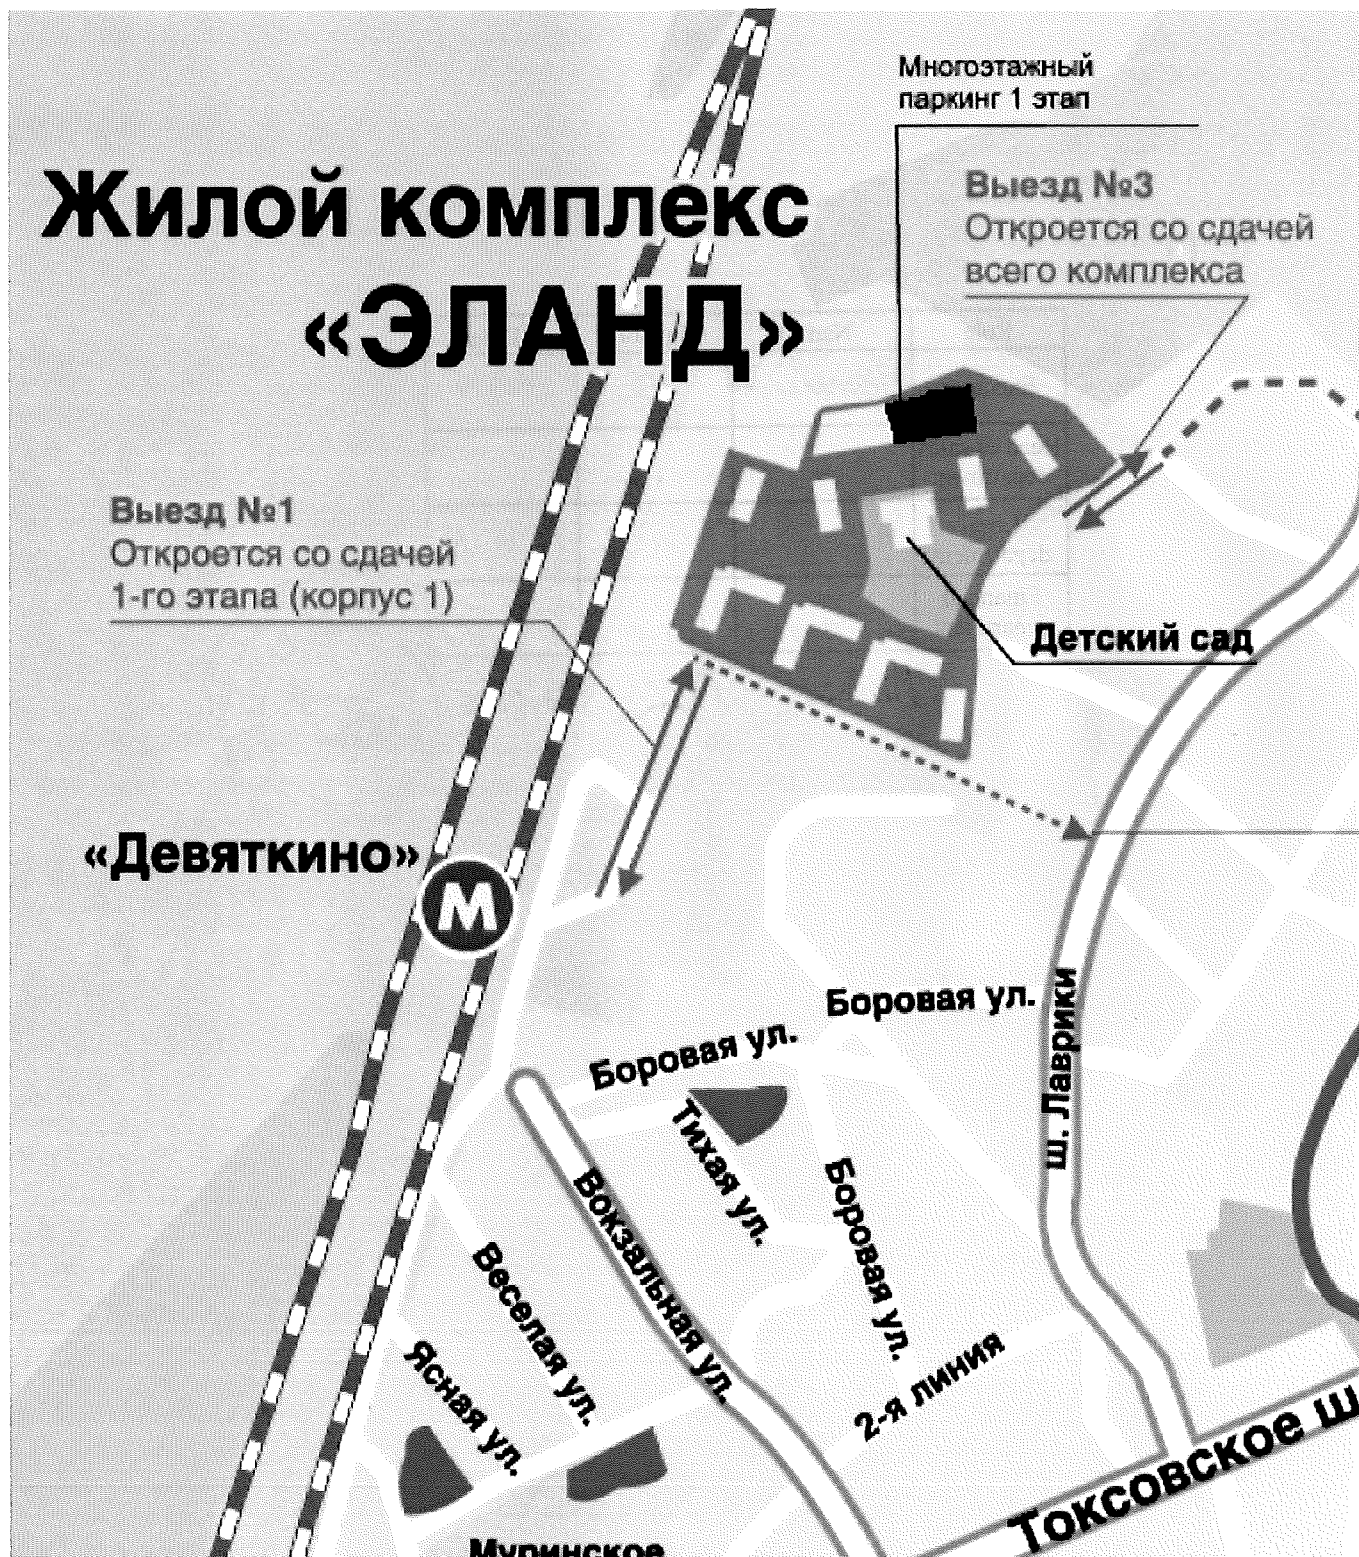 Многоэтажный
паркинг 1 этап
Жилой комплекс
«ЭЛАНД»
Выезд №3
Откроется со сдачей
всего комплекса
Выезд №1
Откроется со сдачей
1-го этапа (корпус 1)
Детский сад
«Девяткино»
М
Боровая ул.
Боровая ул.
ш. Лаврики
Тихая ул.
Боровая ул.
Вокзальная ул.
Веселая ул.
Ясная ул.
2-я линия
Токсовское ш
Муринское